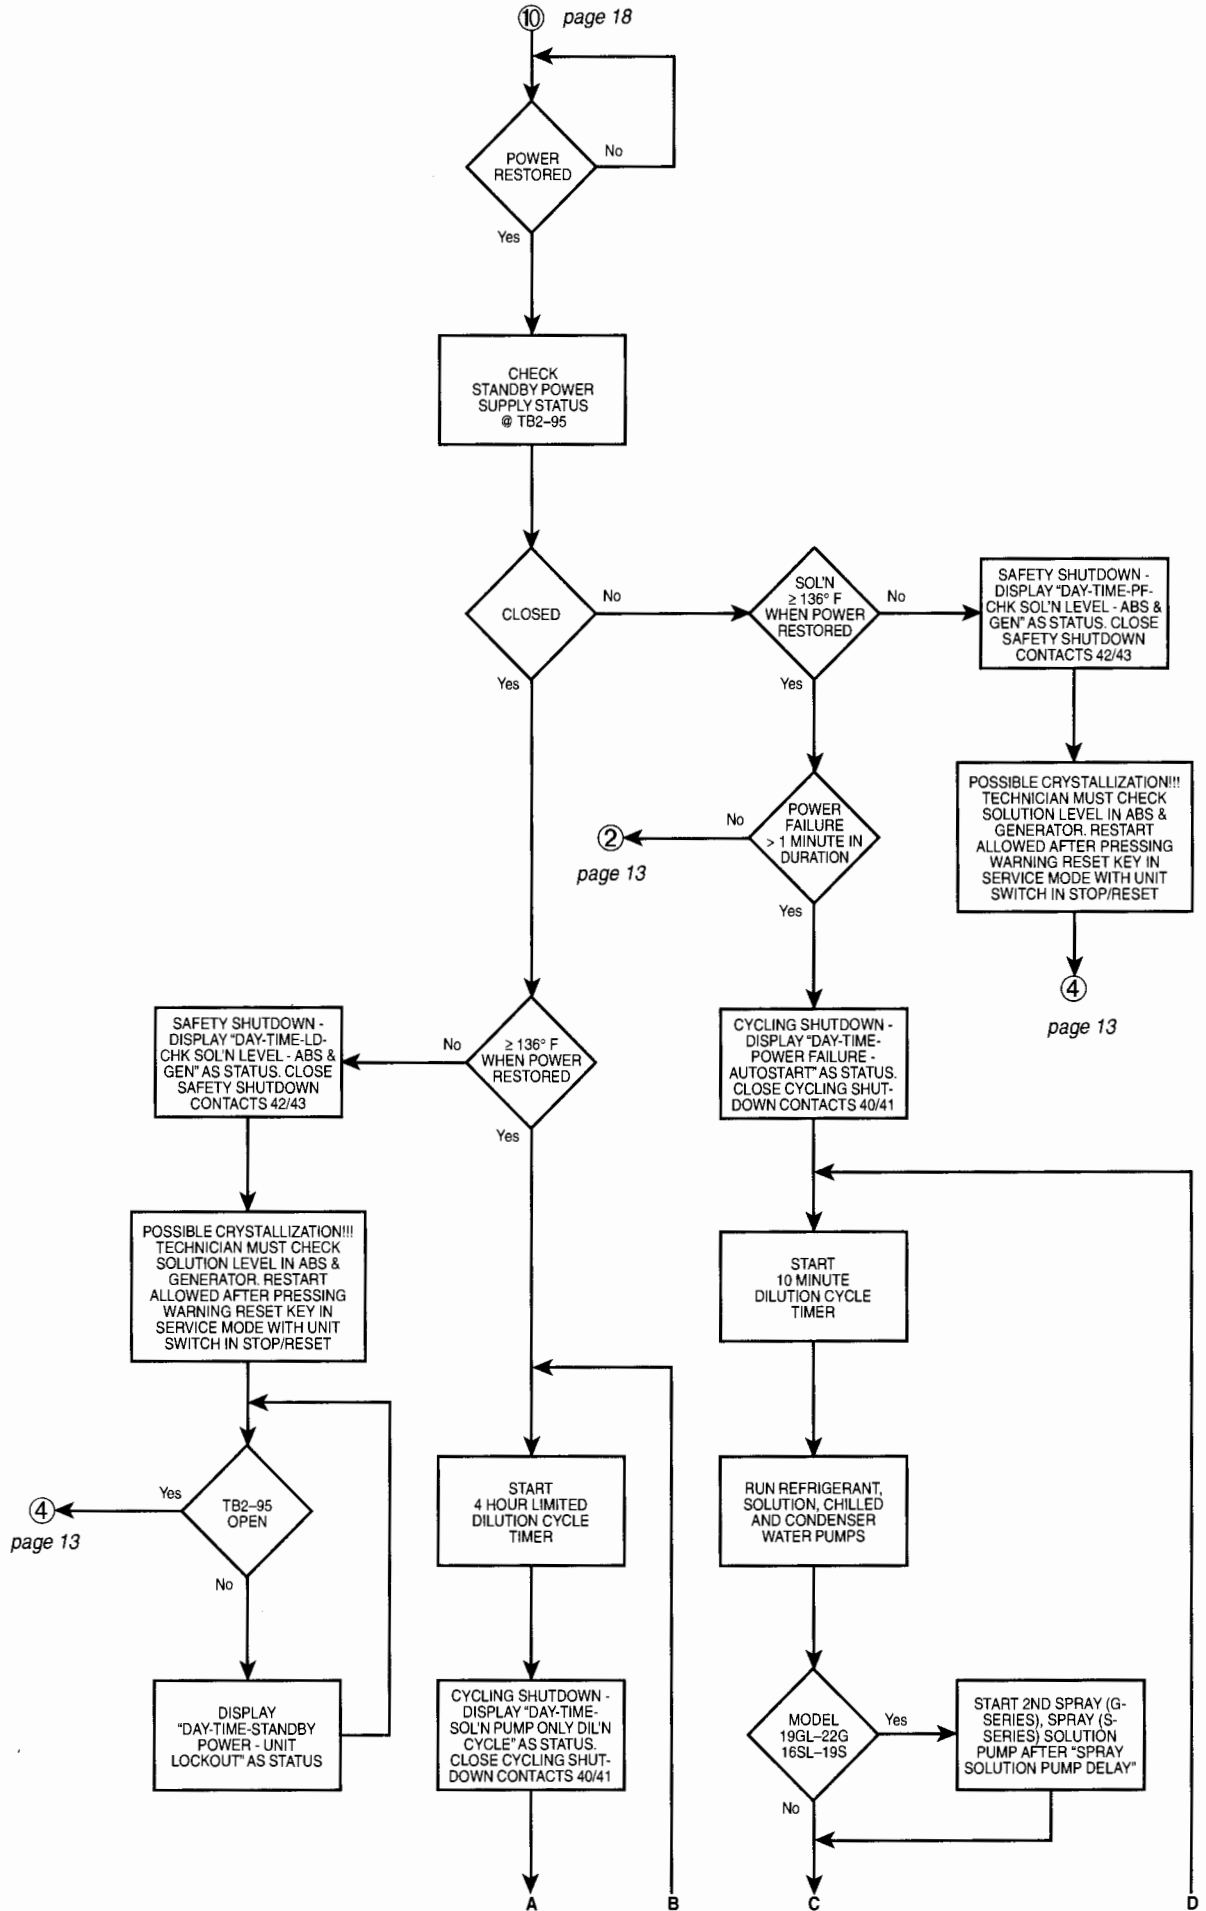 10 page 18
POWER
RESTORED
No
Yes
CHECK
STANDBY POWER
SUPPLY STATUS
@ TB2–95
CLOSED
No
Yes
SOL'N
≥ 136° F
WHEN POWER
RESTORED
No
Yes
SAFETY SHUTDOWN -
DISPLAY "DAY-TIME-PF-
CHK SOL'N LEVEL - ABS &
GEN" AS STATUS. CLOSE
SAFETY SHUTDOWN
CONTACTS 42/43
POSSIBLE CRYSTALLIZATION!!!
TECHNICIAN MUST CHECK
SOLUTION LEVEL IN ABS &
GENERATOR. RESTART
ALLOWED AFTER PRESSING
WARNING RESET KEY IN
SERVICE MODE WITH UNIT
SWITCH IN STOP/RESET
4
page 13
POWER
FAILURE
> 1 MINUTE IN
DURATION
No
2
page 13
Yes
CYCLING SHUTDOWN -
DISPLAY "DAY-TIME-
POWER FAILURE -
AUTOSTART" AS STATUS.
CLOSE CYCLING SHUT-
DOWN CONTACTS 40/41
≥ 136° F
WHEN POWER
RESTORED
No
Yes
SAFETY SHUTDOWN -
DISPLAY "DAY-TIME-LD-
CHK SOL'N LEVEL - ABS &
GEN" AS STATUS. CLOSE
SAFETY SHUTDOWN
CONTACTS 42/43
POSSIBLE CRYSTALLIZATION!!!
TECHNICIAN MUST CHECK
SOLUTION LEVEL IN ABS &
GENERATOR. RESTART
ALLOWED AFTER PRESSING
WARNING RESET KEY IN
SERVICE MODE WITH UNIT
SWITCH IN STOP/RESET
TB2–95
OPEN
Yes
4
page 13
No
DISPLAY
"DAY-TIME-STANDBY
POWER - UNIT
LOCKOUT" AS STATUS
START
4 HOUR LIMITED
DILUTION CYCLE
TIMER
CYCLING SHUTDOWN -
DISPLAY "DAY-TIME-
SOL'N PUMP ONLY DIL'N
CYCLE" AS STATUS.
CLOSE CYCLING SHUT-
DOWN CONTACTS 40/41
START
10 MINUTE
DILUTION CYCLE
TIMER
RUN REFRIGERANT,
SOLUTION, CHILLED
AND CONDENSER
WATER PUMPS
MODEL
19GL–22G
16SL–19S
Yes
No
START 2ND SPRAY (G-
SERIES), SPRAY (S-
SERIES) SOLUTION
PUMP AFTER "SPRAY
SOLUTION PUMP DELAY"
A B C D